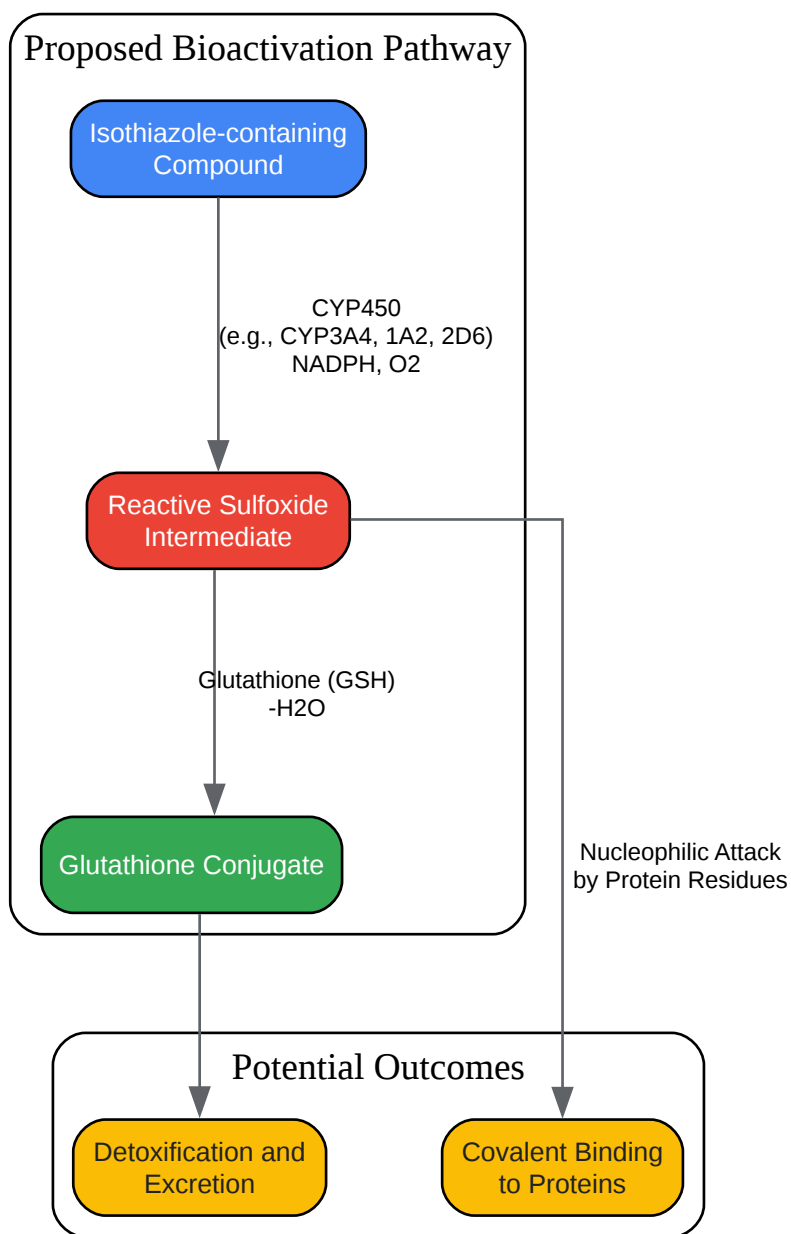 Proposed Bioactivation Pathway
Isothiazole-containing
Compound
CYP450
(e.g., CYP3A4, 1A2, 2D6)
NADPH, O2
Reactive Sulfoxide
Intermediate
Glutathione (GSH)
-H2O
Glutathione Conjugate
Nucleophilic Attack
by Protein Residues
Potential Outcomes
Detoxification and
Excretion
Covalent Binding
to Proteins